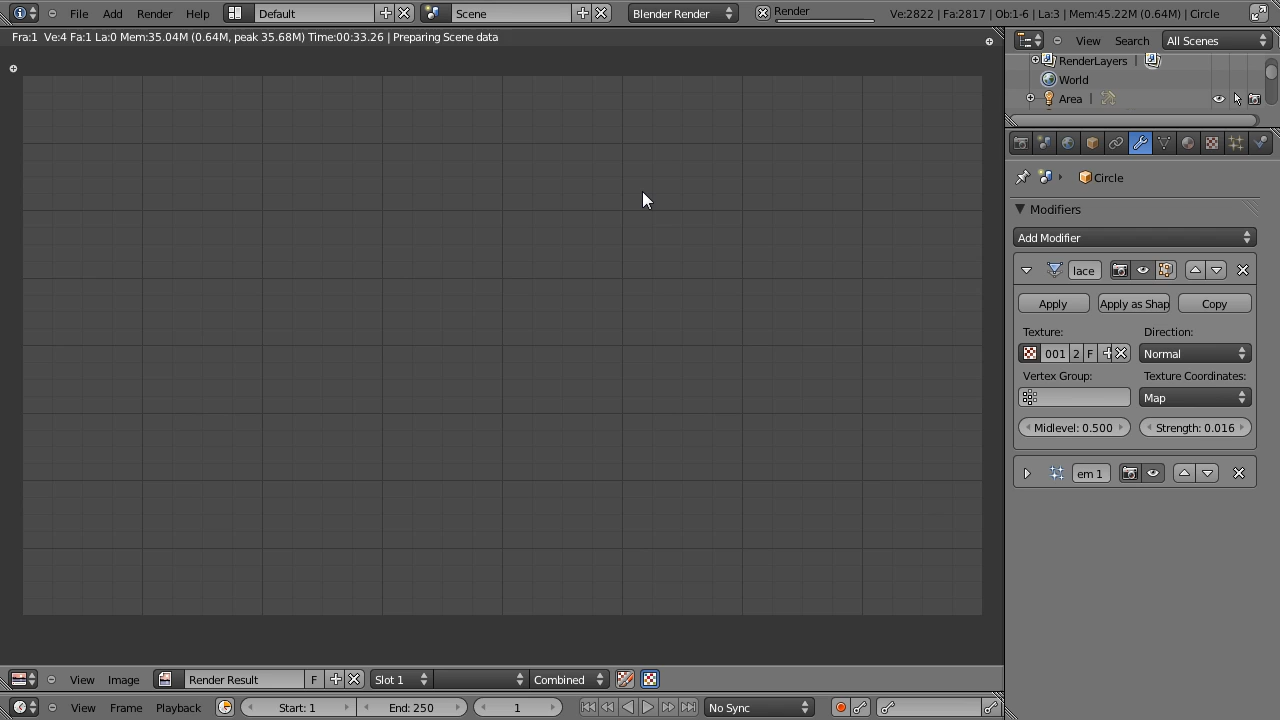 File Add Render Help Default Scene Blender Render Render Ve:2822 | Fa:2817 | Ob:1-6 | La:3 | Mem:45.22M (0.64M) | Circle
Fra:1 Ve:4 Fa:1 La:0 Mem:35.04M (0.64M, peak 35.68M) Time:00:33.26 | Preparing Scene data
View Search All Scenes
RenderLayers |
World
Area |
Circle
Modifiers
Add Modifier
lace
Apply Apply as Shap Copy
Texture: Direction:
001 2 F Normal
Vertex Group: Texture Coordinates:
Map
Midlevel: 0.500 Strength: 0.016
em 1
View Image Render Result F Slot 1 Combined
View Frame Playback Start: 1 End: 250 1 No Sync